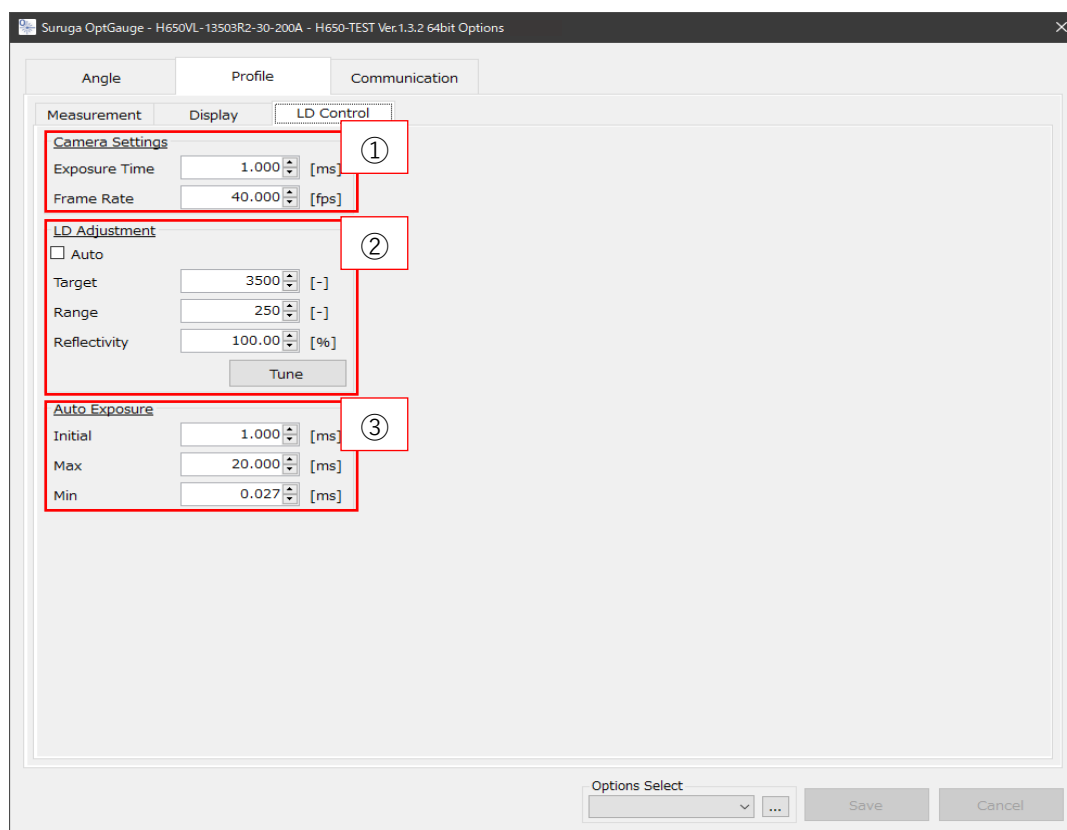 Suruga OptGauge - H650VL-13503R2-30-200A - H650-TEST Ver.1.3.2 64bit Options
Angle Profile Communication
Measurement Display LD Control
Camera Settings ①
Exposure Time 1.000 [ms]
Frame Rate 40.000 [fps]
LD Adjustment ②
Auto
Target 3500 [-]
Range 250 [-]
Reflectivity 100.00 [%]
Tune
Auto Exposure ③
Initial 1.000 [ms]
Max 20.000 [ms]
Min 0.027 [ms]
Options Select
... Save Cancel